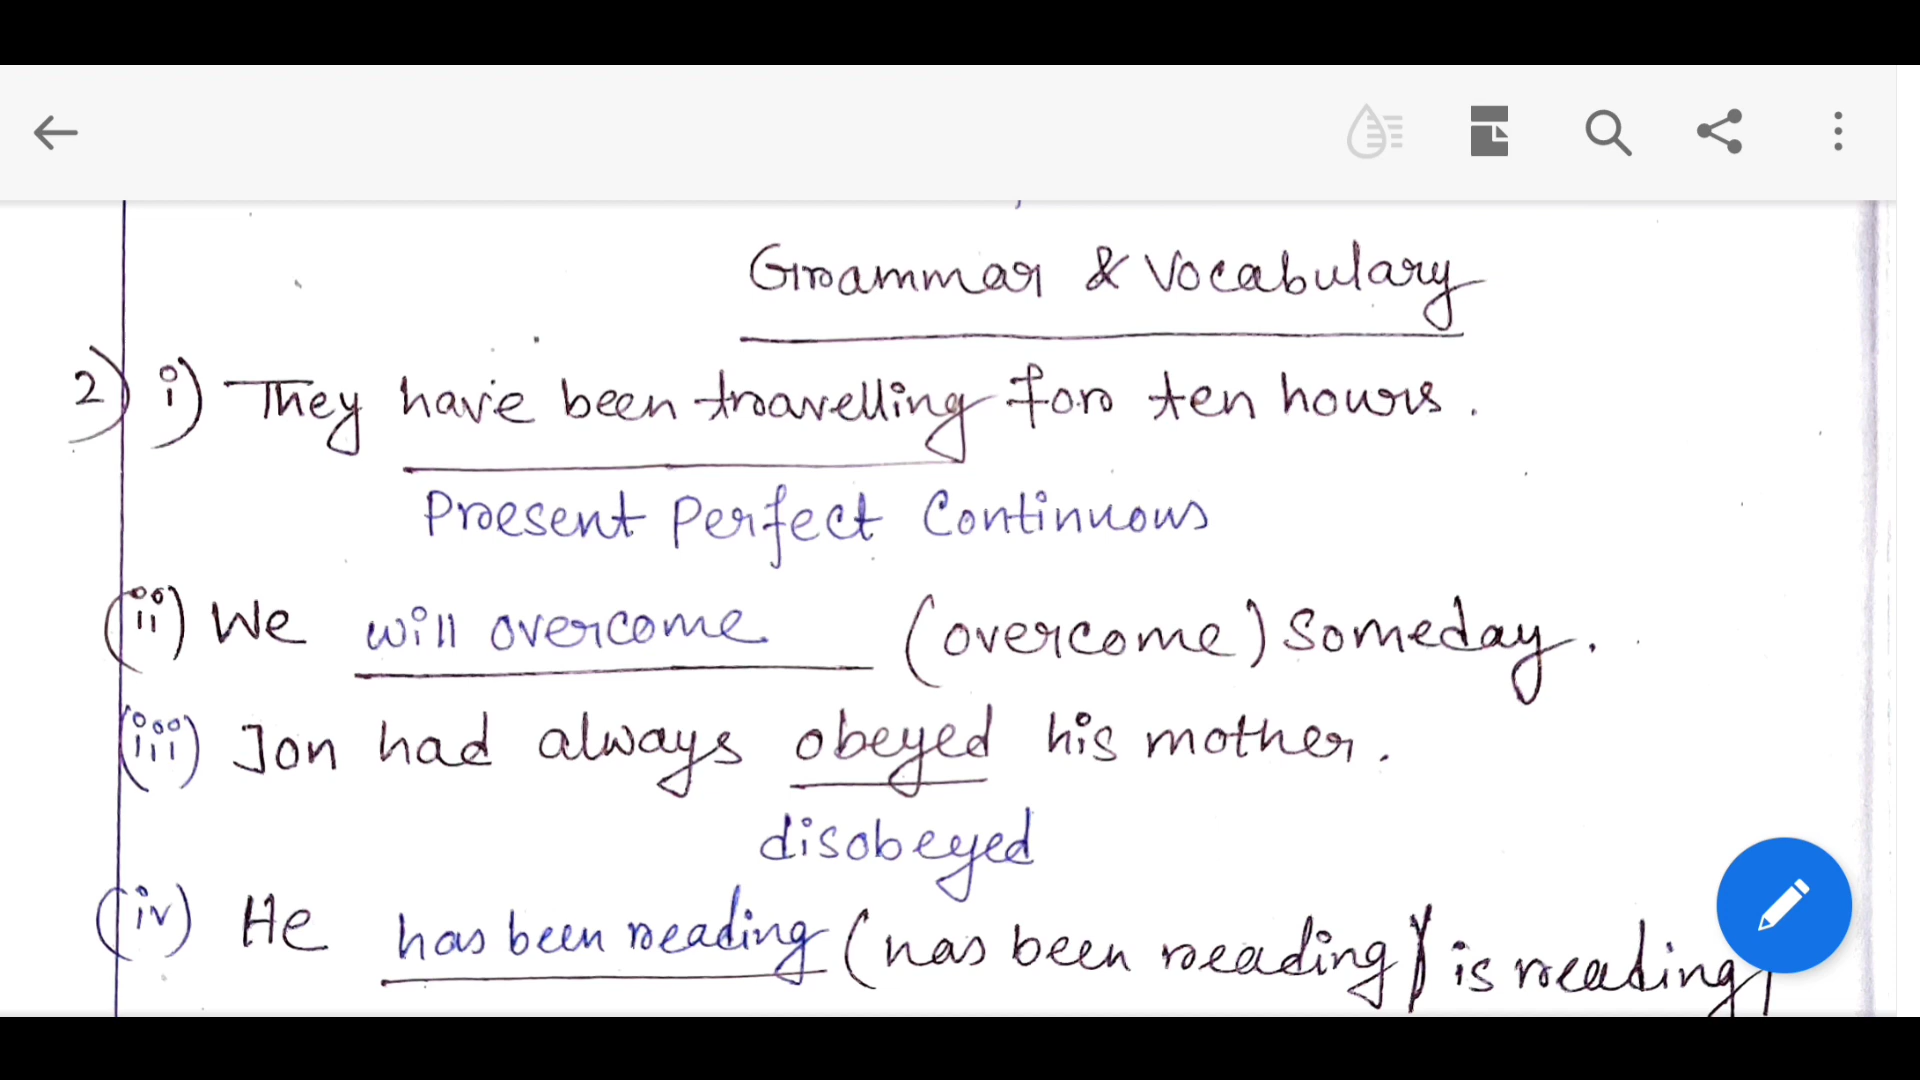 Grammar & Vocabulary
2) i) They have been travelling for ten hours.
Present Perfect Continuous
(ii) We will overcome (overcome) Someday.
(iii) Jon had always obeyed his mother.
disobeyed
(iv) He has been reading (has been reading / is reading /